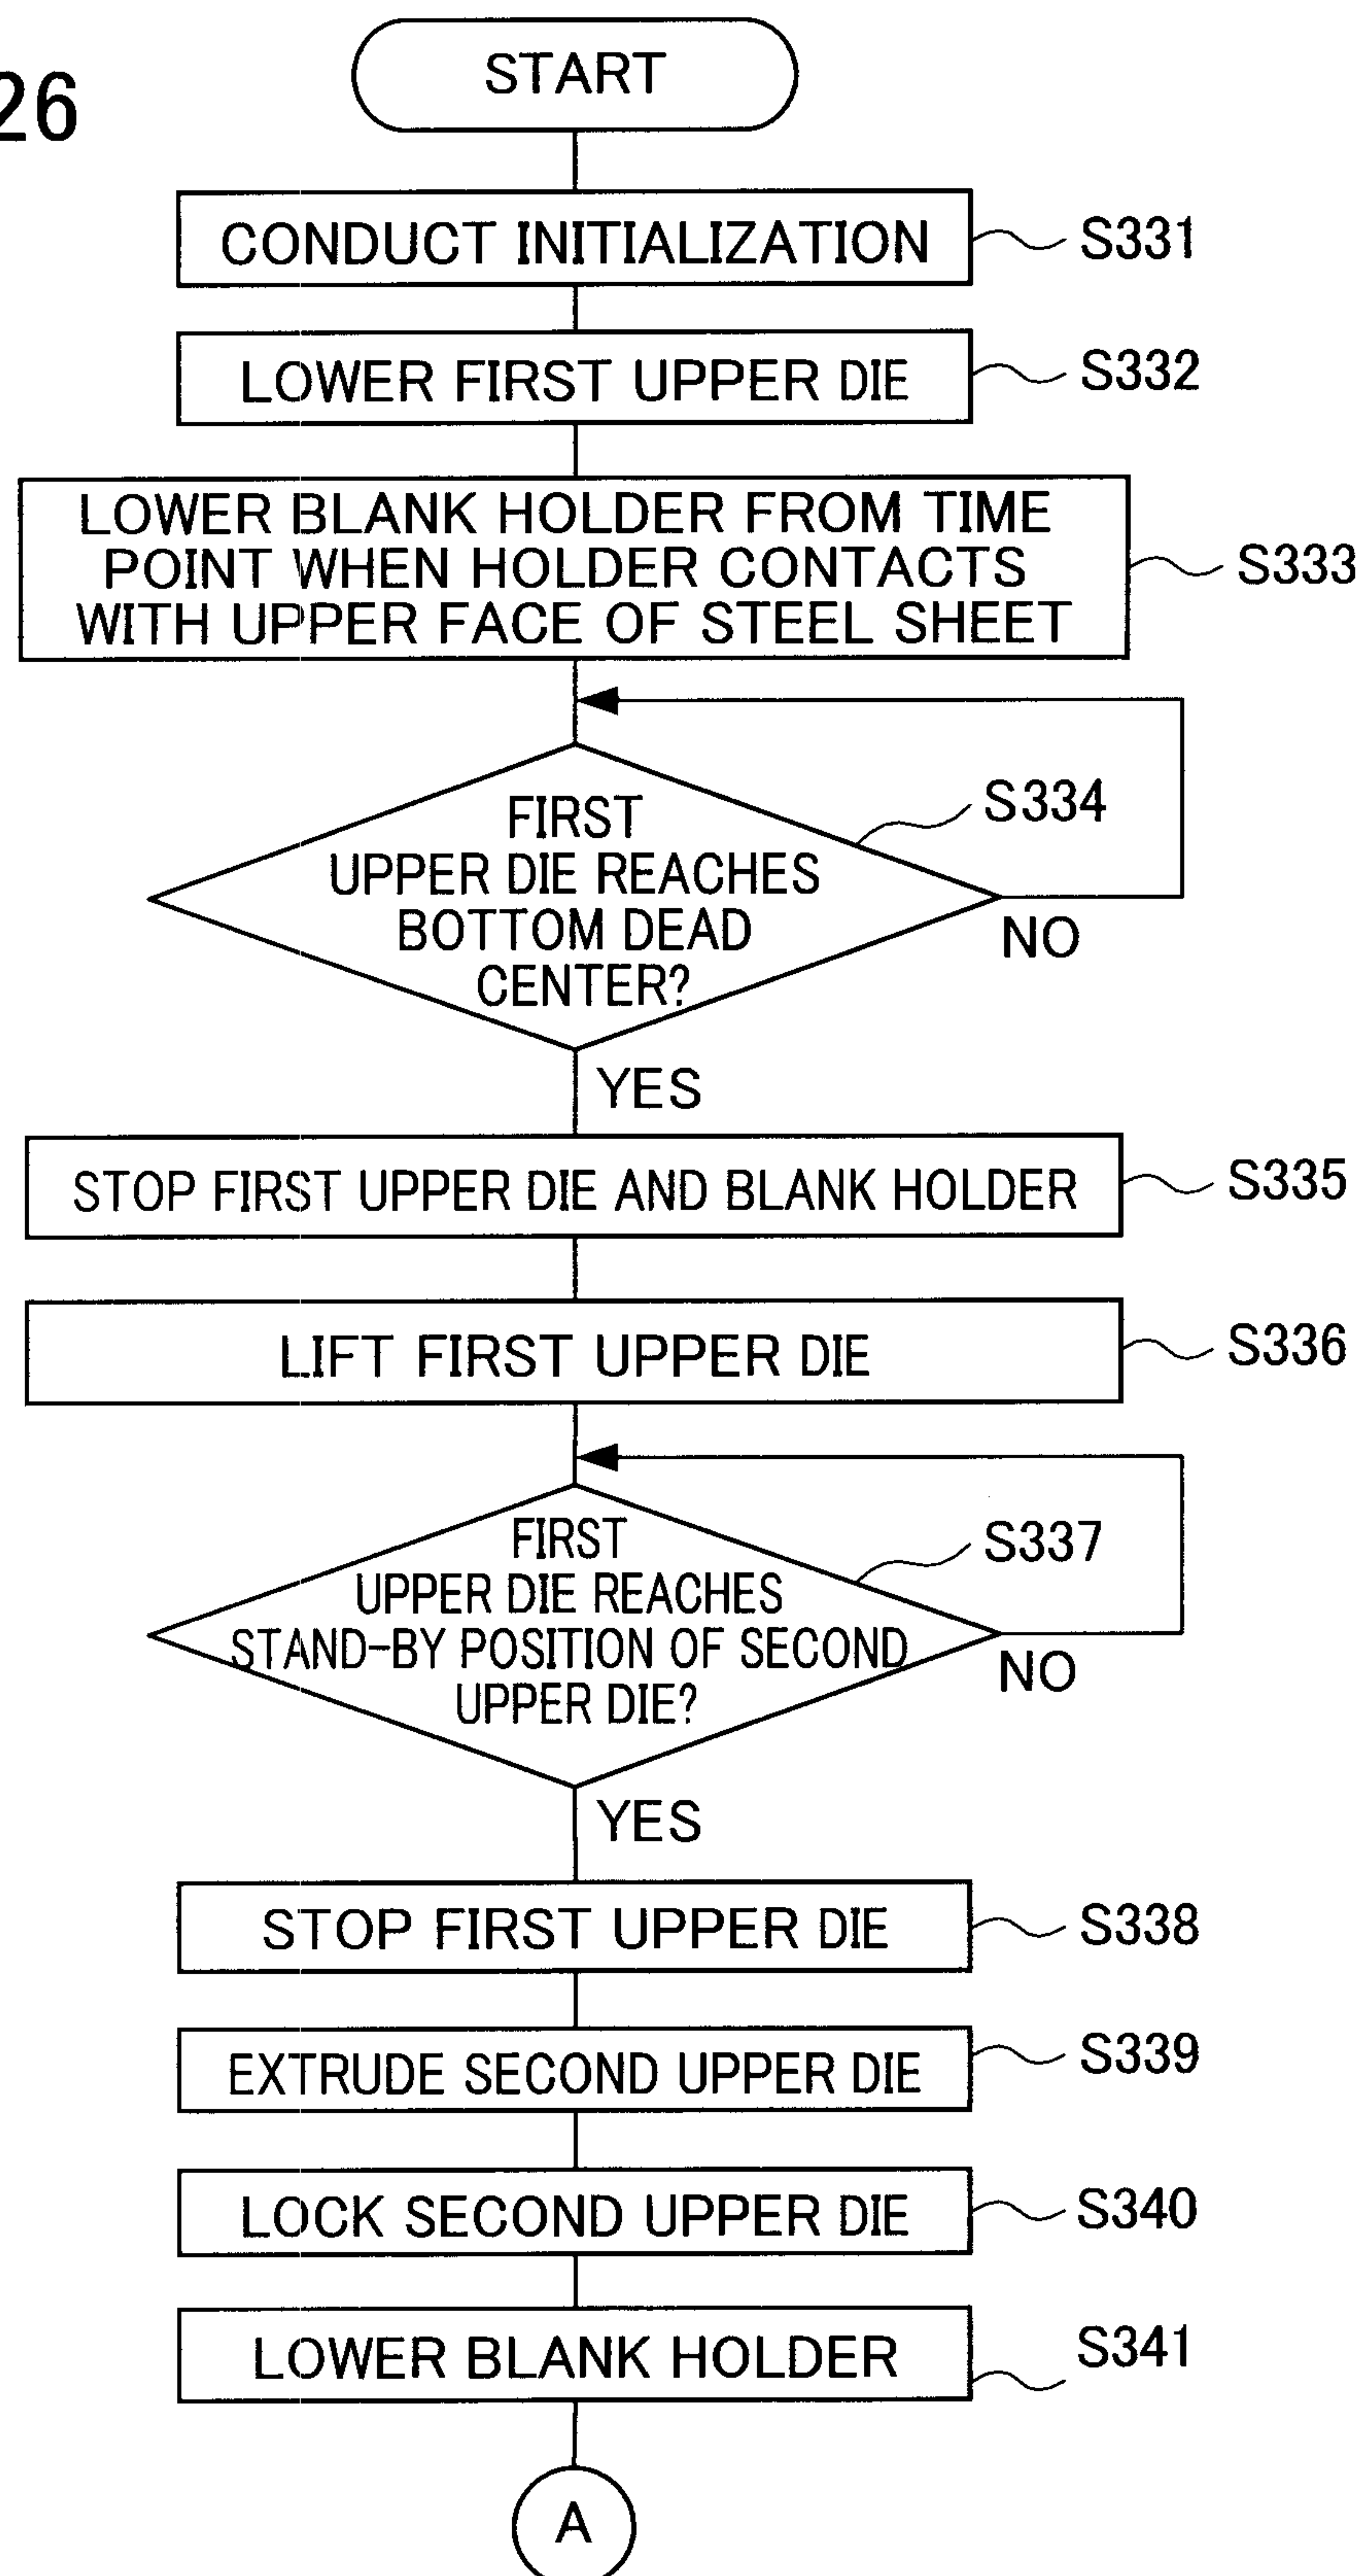 26
START
CONDUCT INITIALIZATION
S331
LOWER FIRST UPPER DIE
S332
LOWER BLANK HOLDER FROM TIME
POINT WHEN HOLDER CONTACTS
WITH UPPER FACE OF STEEL SHEET
S333
FIRST
UPPER DIE REACHES
BOTTOM DEAD
CENTER?
S334
NO
YES
STOP FIRST UPPER DIE AND BLANK HOLDER
S335
LIFT FIRST UPPER DIE
S336
FIRST
UPPER DIE REACHES
STAND-BY POSITION OF SECOND
UPPER DIE?
S337
NO
YES
STOP FIRST UPPER DIE
S338
EXTRUDE SECOND UPPER DIE
S339
LOCK SECOND UPPER DIE
S340
LOWER BLANK HOLDER
S341
A